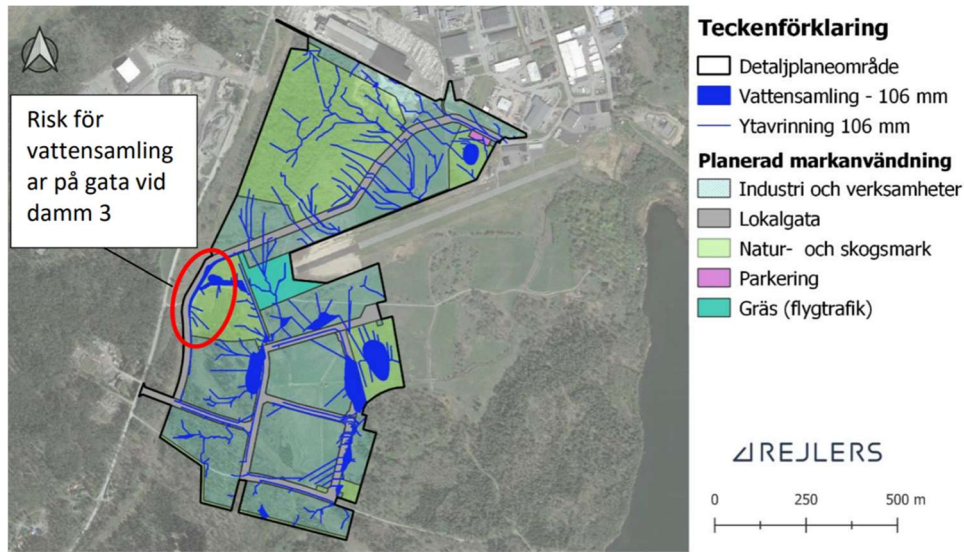 Risk för
vattensamling
ar på gata vid
damm 3
Teckenförklaring
Detaljplaneområde
Vattensamling - 106 mm
Ytavrinning 106 mm
Planerad markanvändning
Industri och verksamheter
Lokalgata
Natur- och skogsmark
Parkering
Gräs (flygtrafik)
REJLERS
0 250 500 m